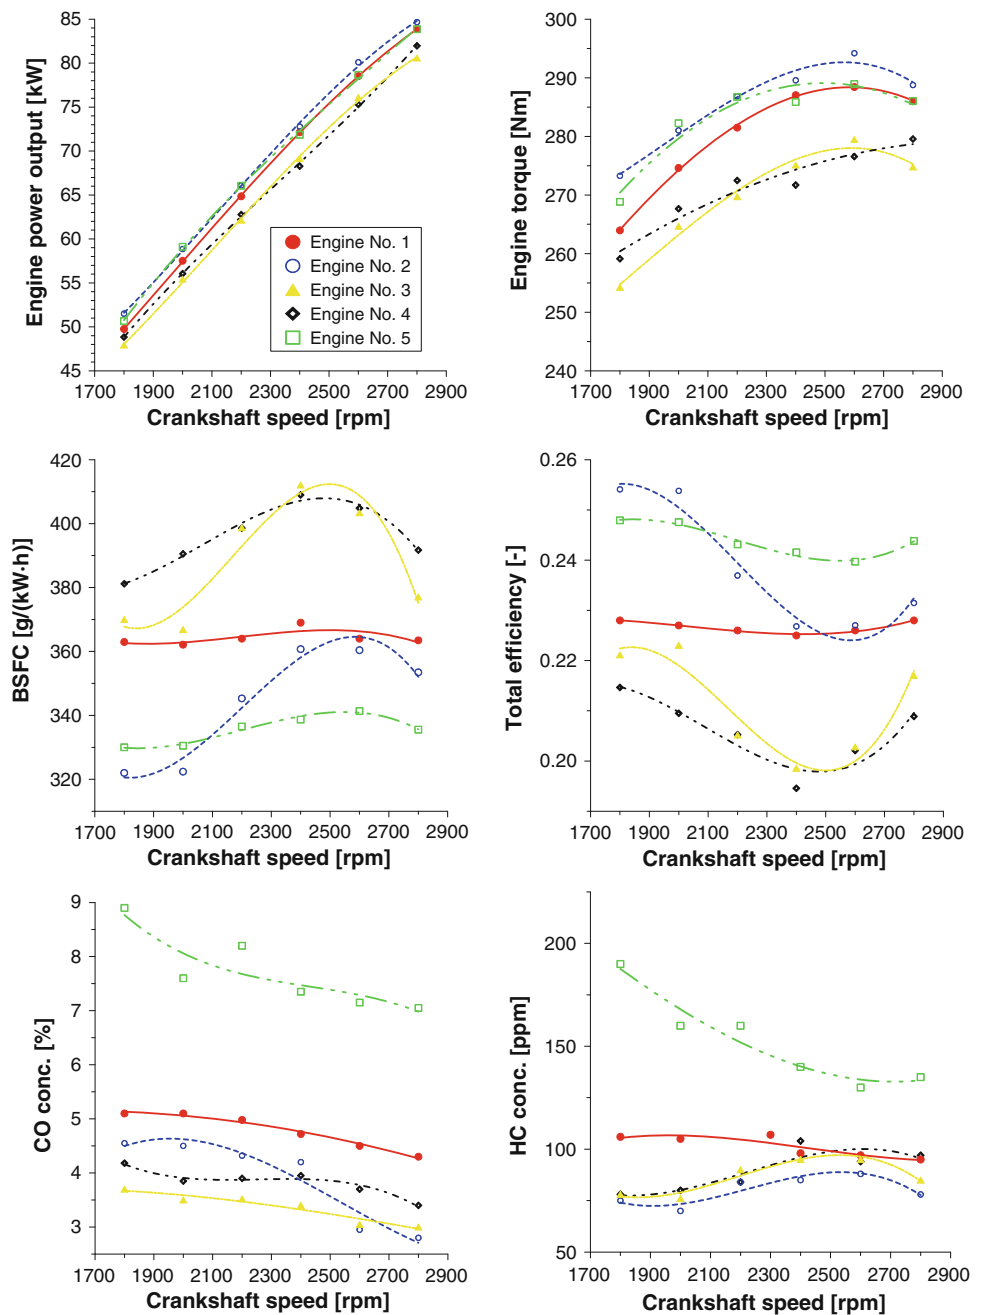 Engine power output [kW]
85
80
75
70
65
60
55
50
45
1700 1900 2100 2300 2500 2700 2900
Crankshaft speed [rpm]
Engine No. 1
Engine No. 2
Engine No. 3
Engine No. 4
Engine No. 5
Engine torque [Nm]
300
290
280
270
260
250
240
1700 1900 2100 2300 2500 2700 2900
Crankshaft speed [rpm]
BSFC [g/(kW·h)]
420
400
380
360
340
320
1700 1900 2100 2300 2500 2700 2900
Crankshaft speed [rpm]
Total efficiency [-]
0.26
0.24
0.22
0.20
1700 1900 2100 2300 2500 2700 2900
Crankshaft speed [rpm]
CO conc. [%]
9
8
7
6
5
4
3
1700 1900 2100 2300 2500 2700 2900
Crankshaft speed [rpm]
HC conc. [ppm]
200
150
100
50
1700 1900 2100 2300 2500 2700 2900
Crankshaft speed [rpm]